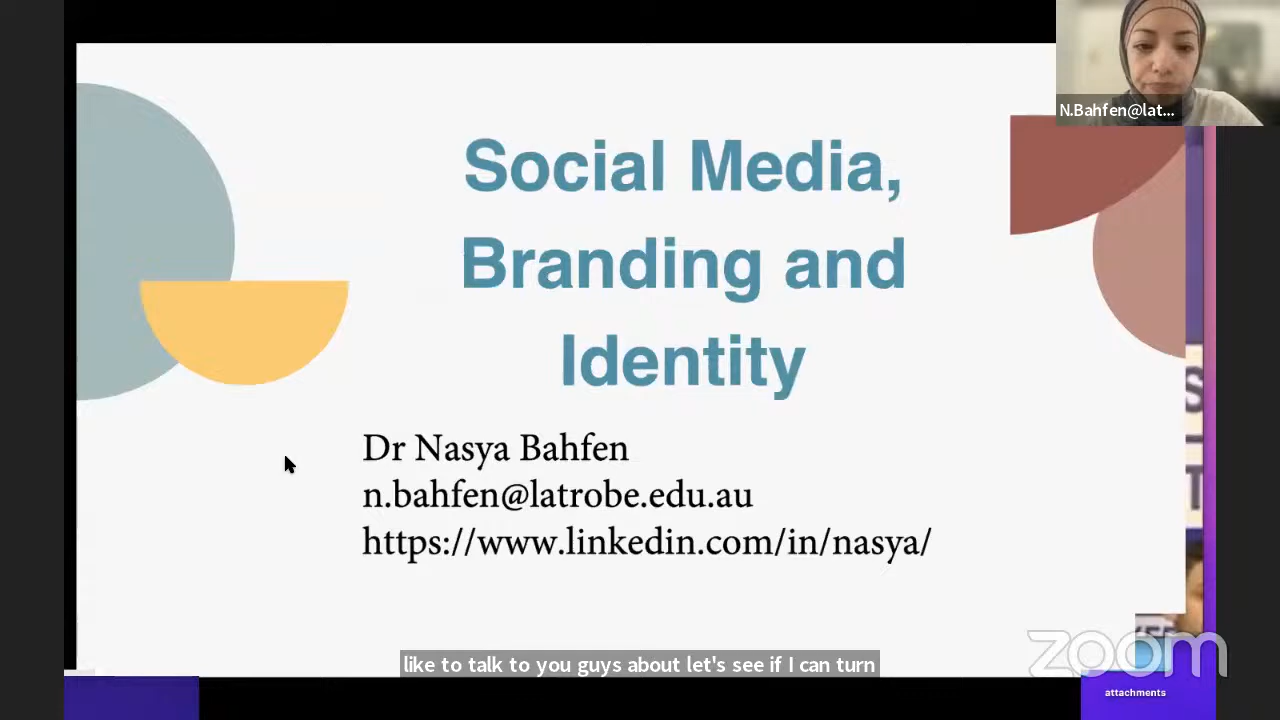 N.Bahfen@lat...
Social Media,
Branding and
Identity
Dr Nasya Bahfen
n.bahfen@latrobe.edu.au
https://www.linkedin.com/in/nasya/
like to talk to you guys about let's see if I can turn
zoom
attachments